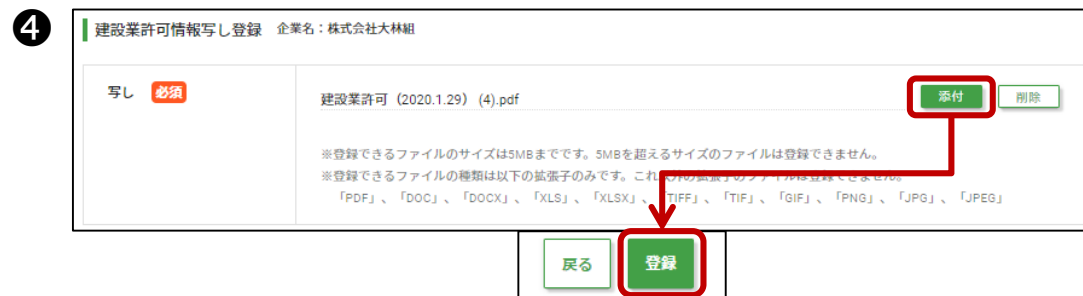 ❹
建設業許可情報写し登録 企業名：株式会社大林組
写し 必須
建設業許可（2020.1.29） (4).pdf 添付 削除
※登録できるファイルのサイズは5MBまでです。5MBを超えるサイズのファイルは登録できません。
※登録できるファイルの種類は以下の拡張子のみです。これ以外の拡張子のファイルは登録できません。
「PDF」、「DOC」、「DOCX」、「XLS」、「XLSX」、「TIFF」、「TIF」、「GIF」、「PNG」、「JPG」、「JPEG」
戻る 登録